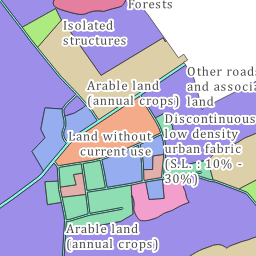 Forests
Isolated
structures
Arable land
(annual crops)
Other roads
and associ
land
Land without
current use
Discontinuous
low density
urban fabric
(S.L. : 10% -
30%)
Arable land
(annual crops)